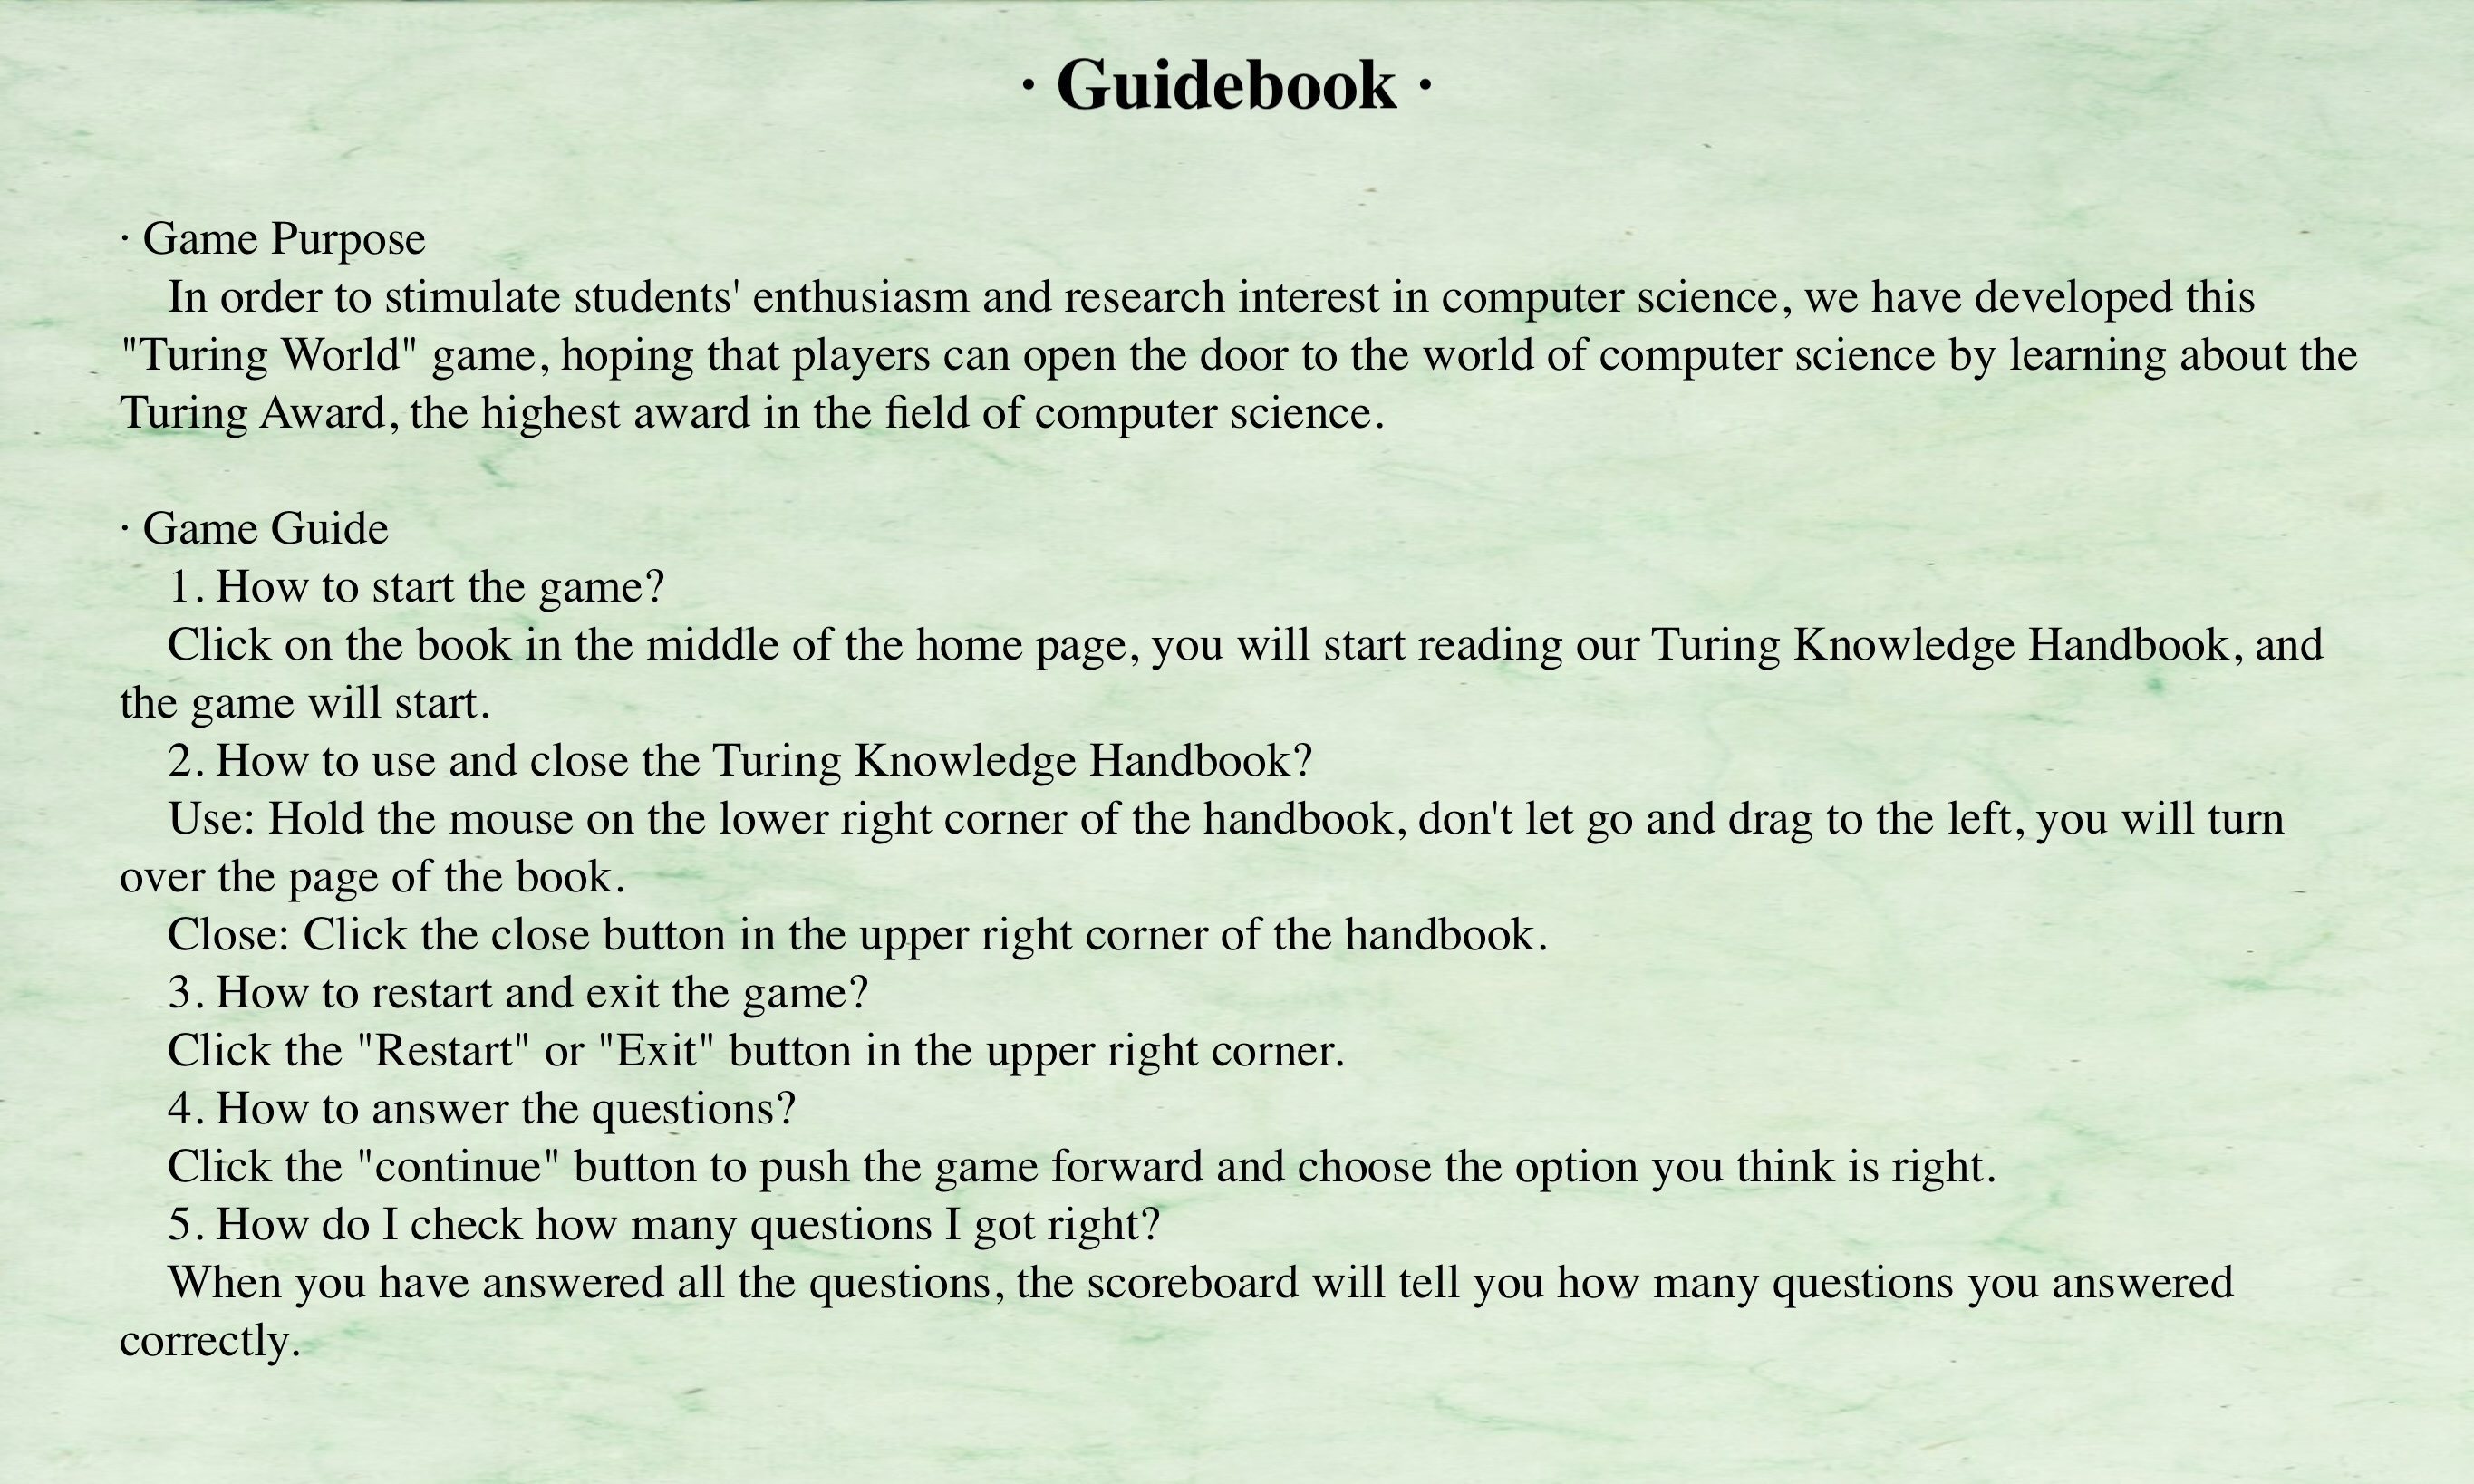 · Guidebook ·
· Game Purpose
In order to stimulate students' enthusiasm and research interest in computer science, we have developed this
"Turing World" game, hoping that players can open the door to the world of computer science by learning about the
Turing Award, the highest award in the field of computer science.
· Game Guide
1. How to start the game?
Click on the book in the middle of the home page, you will start reading our Turing Knowledge Handbook, and
the game will start.
2. How to use and close the Turing Knowledge Handbook?
Use: Hold the mouse on the lower right corner of the handbook, don't let go and drag to the left, you will turn
over the page of the book.
Close: Click the close button in the upper right corner of the handbook.
3. How to restart and exit the game?
Click the "Restart" or "Exit" button in the upper right corner.
4. How to answer the questions?
Click the "continue" button to push the game forward and choose the option you think is right.
5. How do I check how many questions I got right?
When you have answered all the questions, the scoreboard will tell you how many questions you answered
correctly.